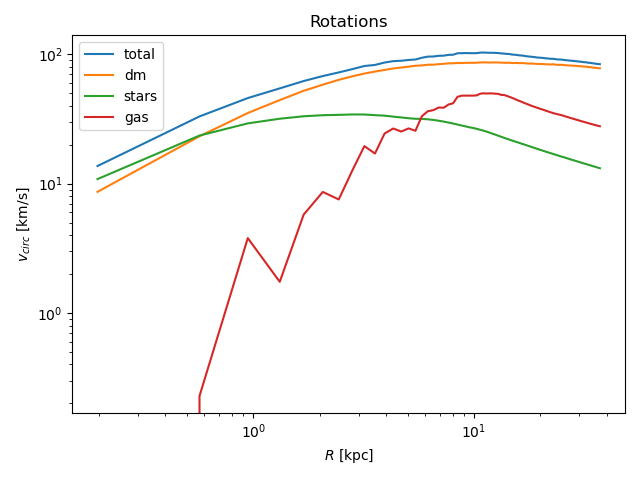 Rotations
total
dm
stars
gas
10²
10¹
10⁰
v_circ [km/s]
10⁰
10¹
R [kpc]